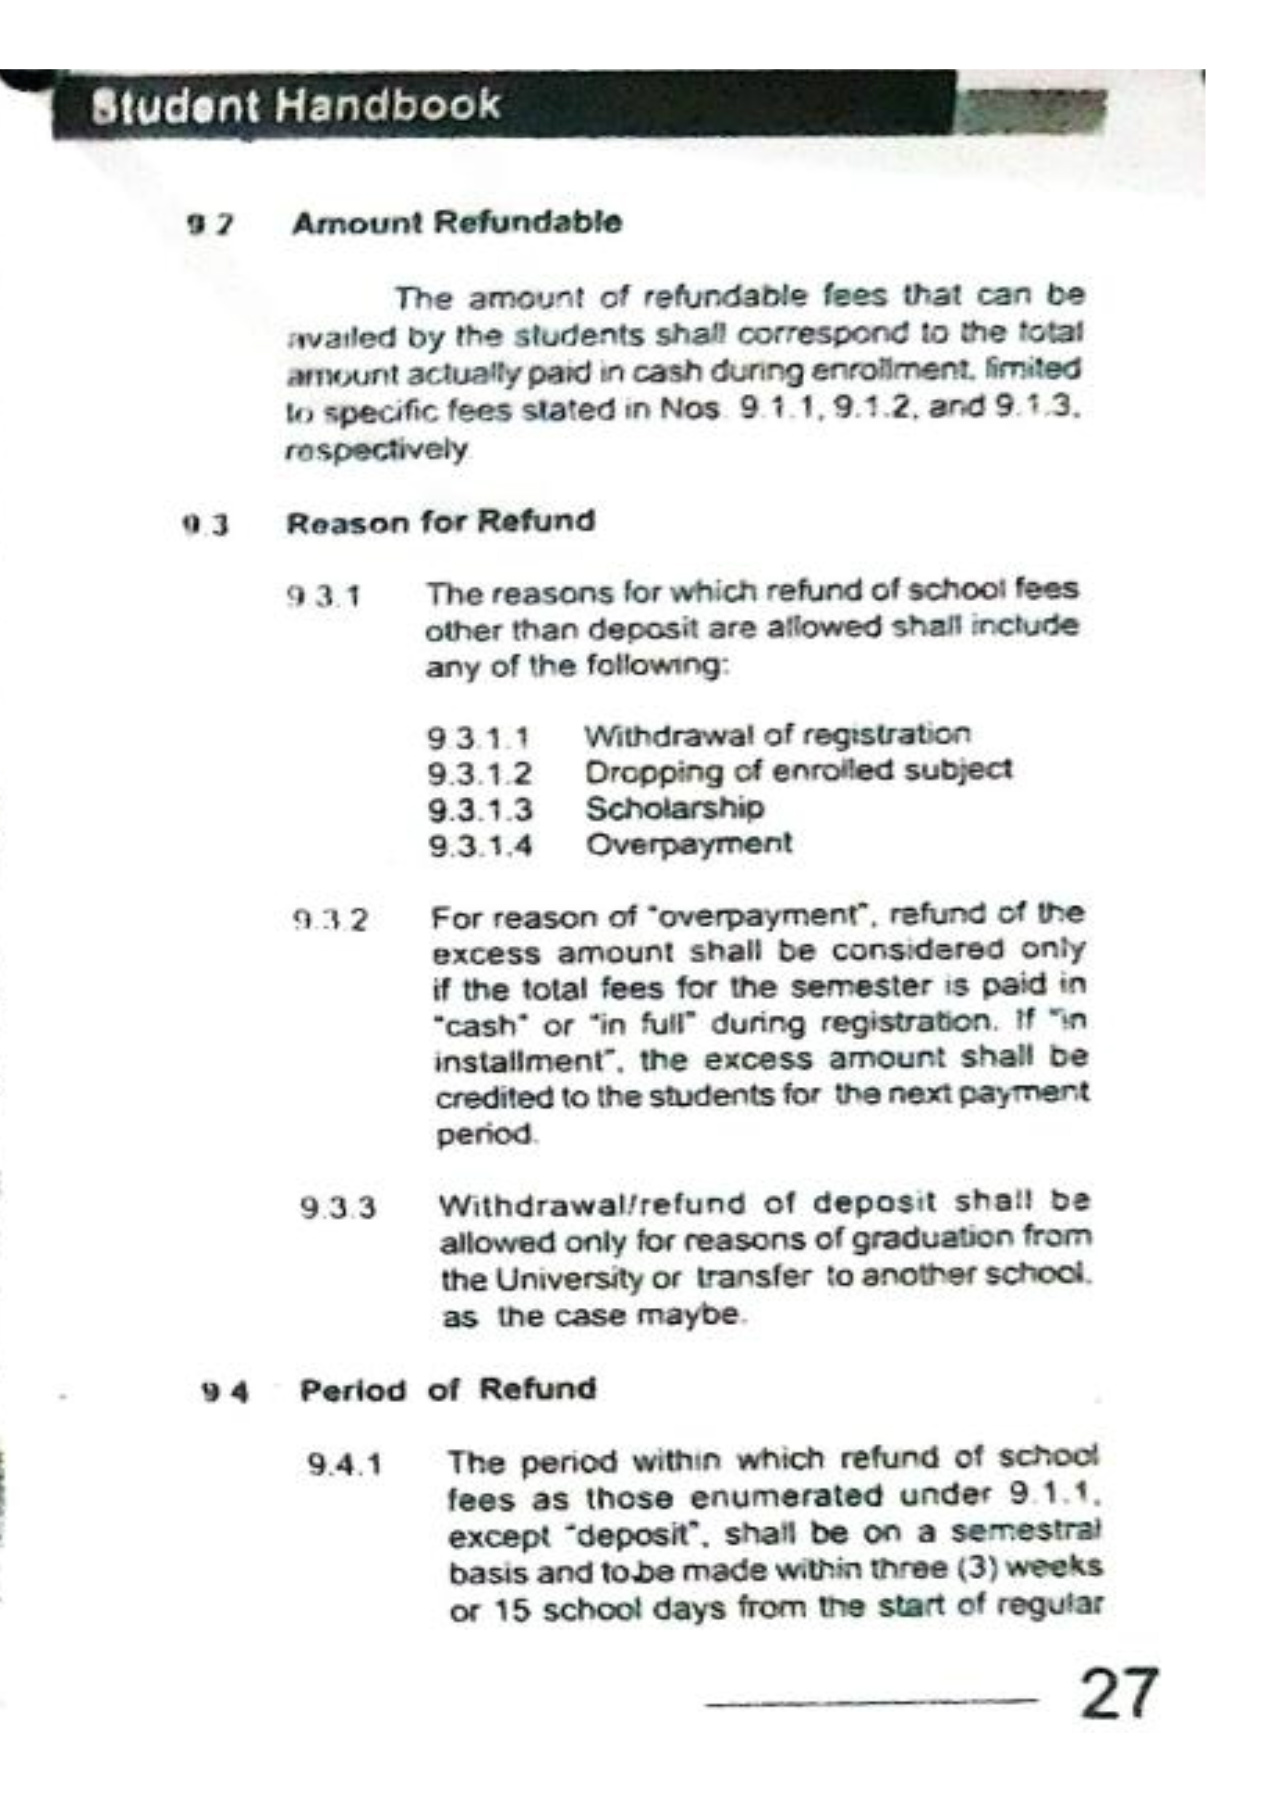 Student Handbook
9.2 Amount Refundable
The amount of refundable fees that can be
availed by the students shall correspond to the total
amount actually paid in cash during enrollment, limited
to specific fees stated in Nos. 9.1.1, 9.1.2, and 9.1.3,
respectively
9.3 Reason for Refund
9.3.1 The reasons for which refund of school fees
other than deposit are allowed shall include
any of the following:
9.3.1.1 Withdrawal of registration
9.3.1.2 Dropping of enrolled subject
9.3.1.3 Scholarship
9.3.1.4 Overpayment
9.3.2 For reason of "overpayment", refund of the
excess amount shall be considered only
if the total fees for the semester is paid in
"cash" or "in full" during registration. If "in
installment", the excess amount shall be
credited to the students for the next payment
period.
9.3.3 Withdrawal/refund of deposit shall be
allowed only for reasons of graduation from
the University or transfer to another school,
as the case maybe.
9.4 Period of Refund
9.4.1 The period within which refund of school
fees as those enumerated under 9.1.1,
except "deposit", shall be on a semestral
basis and to be made within three (3) weeks
or 15 school days from the start of regular
27